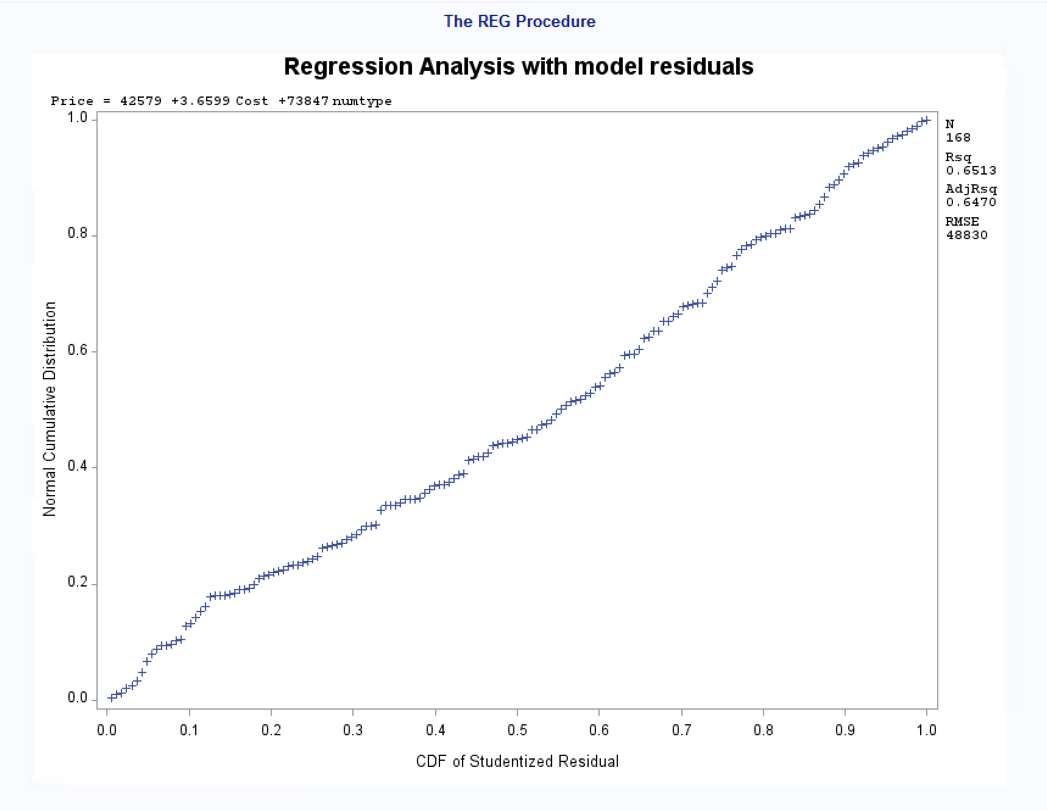 The REG Procedure
Regression Analysis with model residuals
Price = 42579 +3.6599 Cost +73847 numtype
1.0
0.8
0.6
0.4
0.2
0.0
Normal Cumulative Distribution
0.0 0.1 0.2 0.3 0.4 0.5 0.6 0.7 0.8 0.9 1.0
CDF of Studentized Residual
N
168
Rsq
0.6513
AdjRsq
0.6470
RMSE
48830